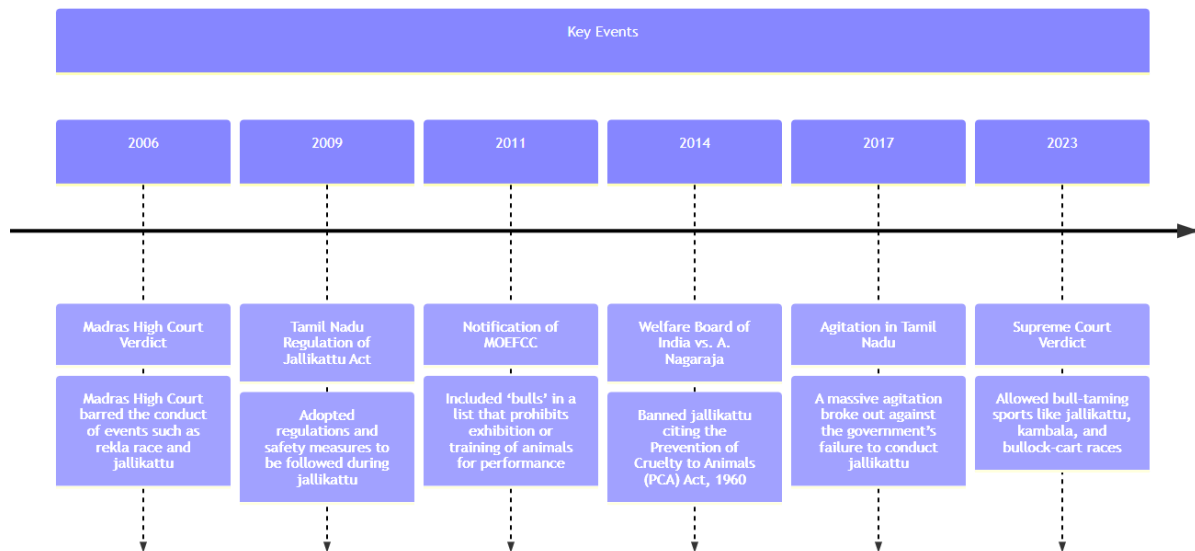 Key Events
2006
2009
2011
2014
2017
2023
Madras High Court
Verdict
Madras High Court
barred the conduct
of events such as
rekla race and
jallikattu
Tamil Nadu
Regulation of
Jallikattu Act
Adopted
regulations and
safety measures to
be followed during
jallikattu
Notification of
MOEFCC
Included ‘bulls’ in a
list that prohibits
exhibition or
training of animals
for performance
Welfare Board of
India vs. A.
Nagaraja
Banned jallikattu
citing the
Prevention of
Cruelty to Animals
(PCA) Act, 1960
Agitation in Tamil
Nadu
A massive agitation
broke out against
the government’s
failure to conduct
jallikattu
Supreme Court
Verdict
Allowed bull-taming
sports like jallikattu,
kambala, and
bullock-cart races